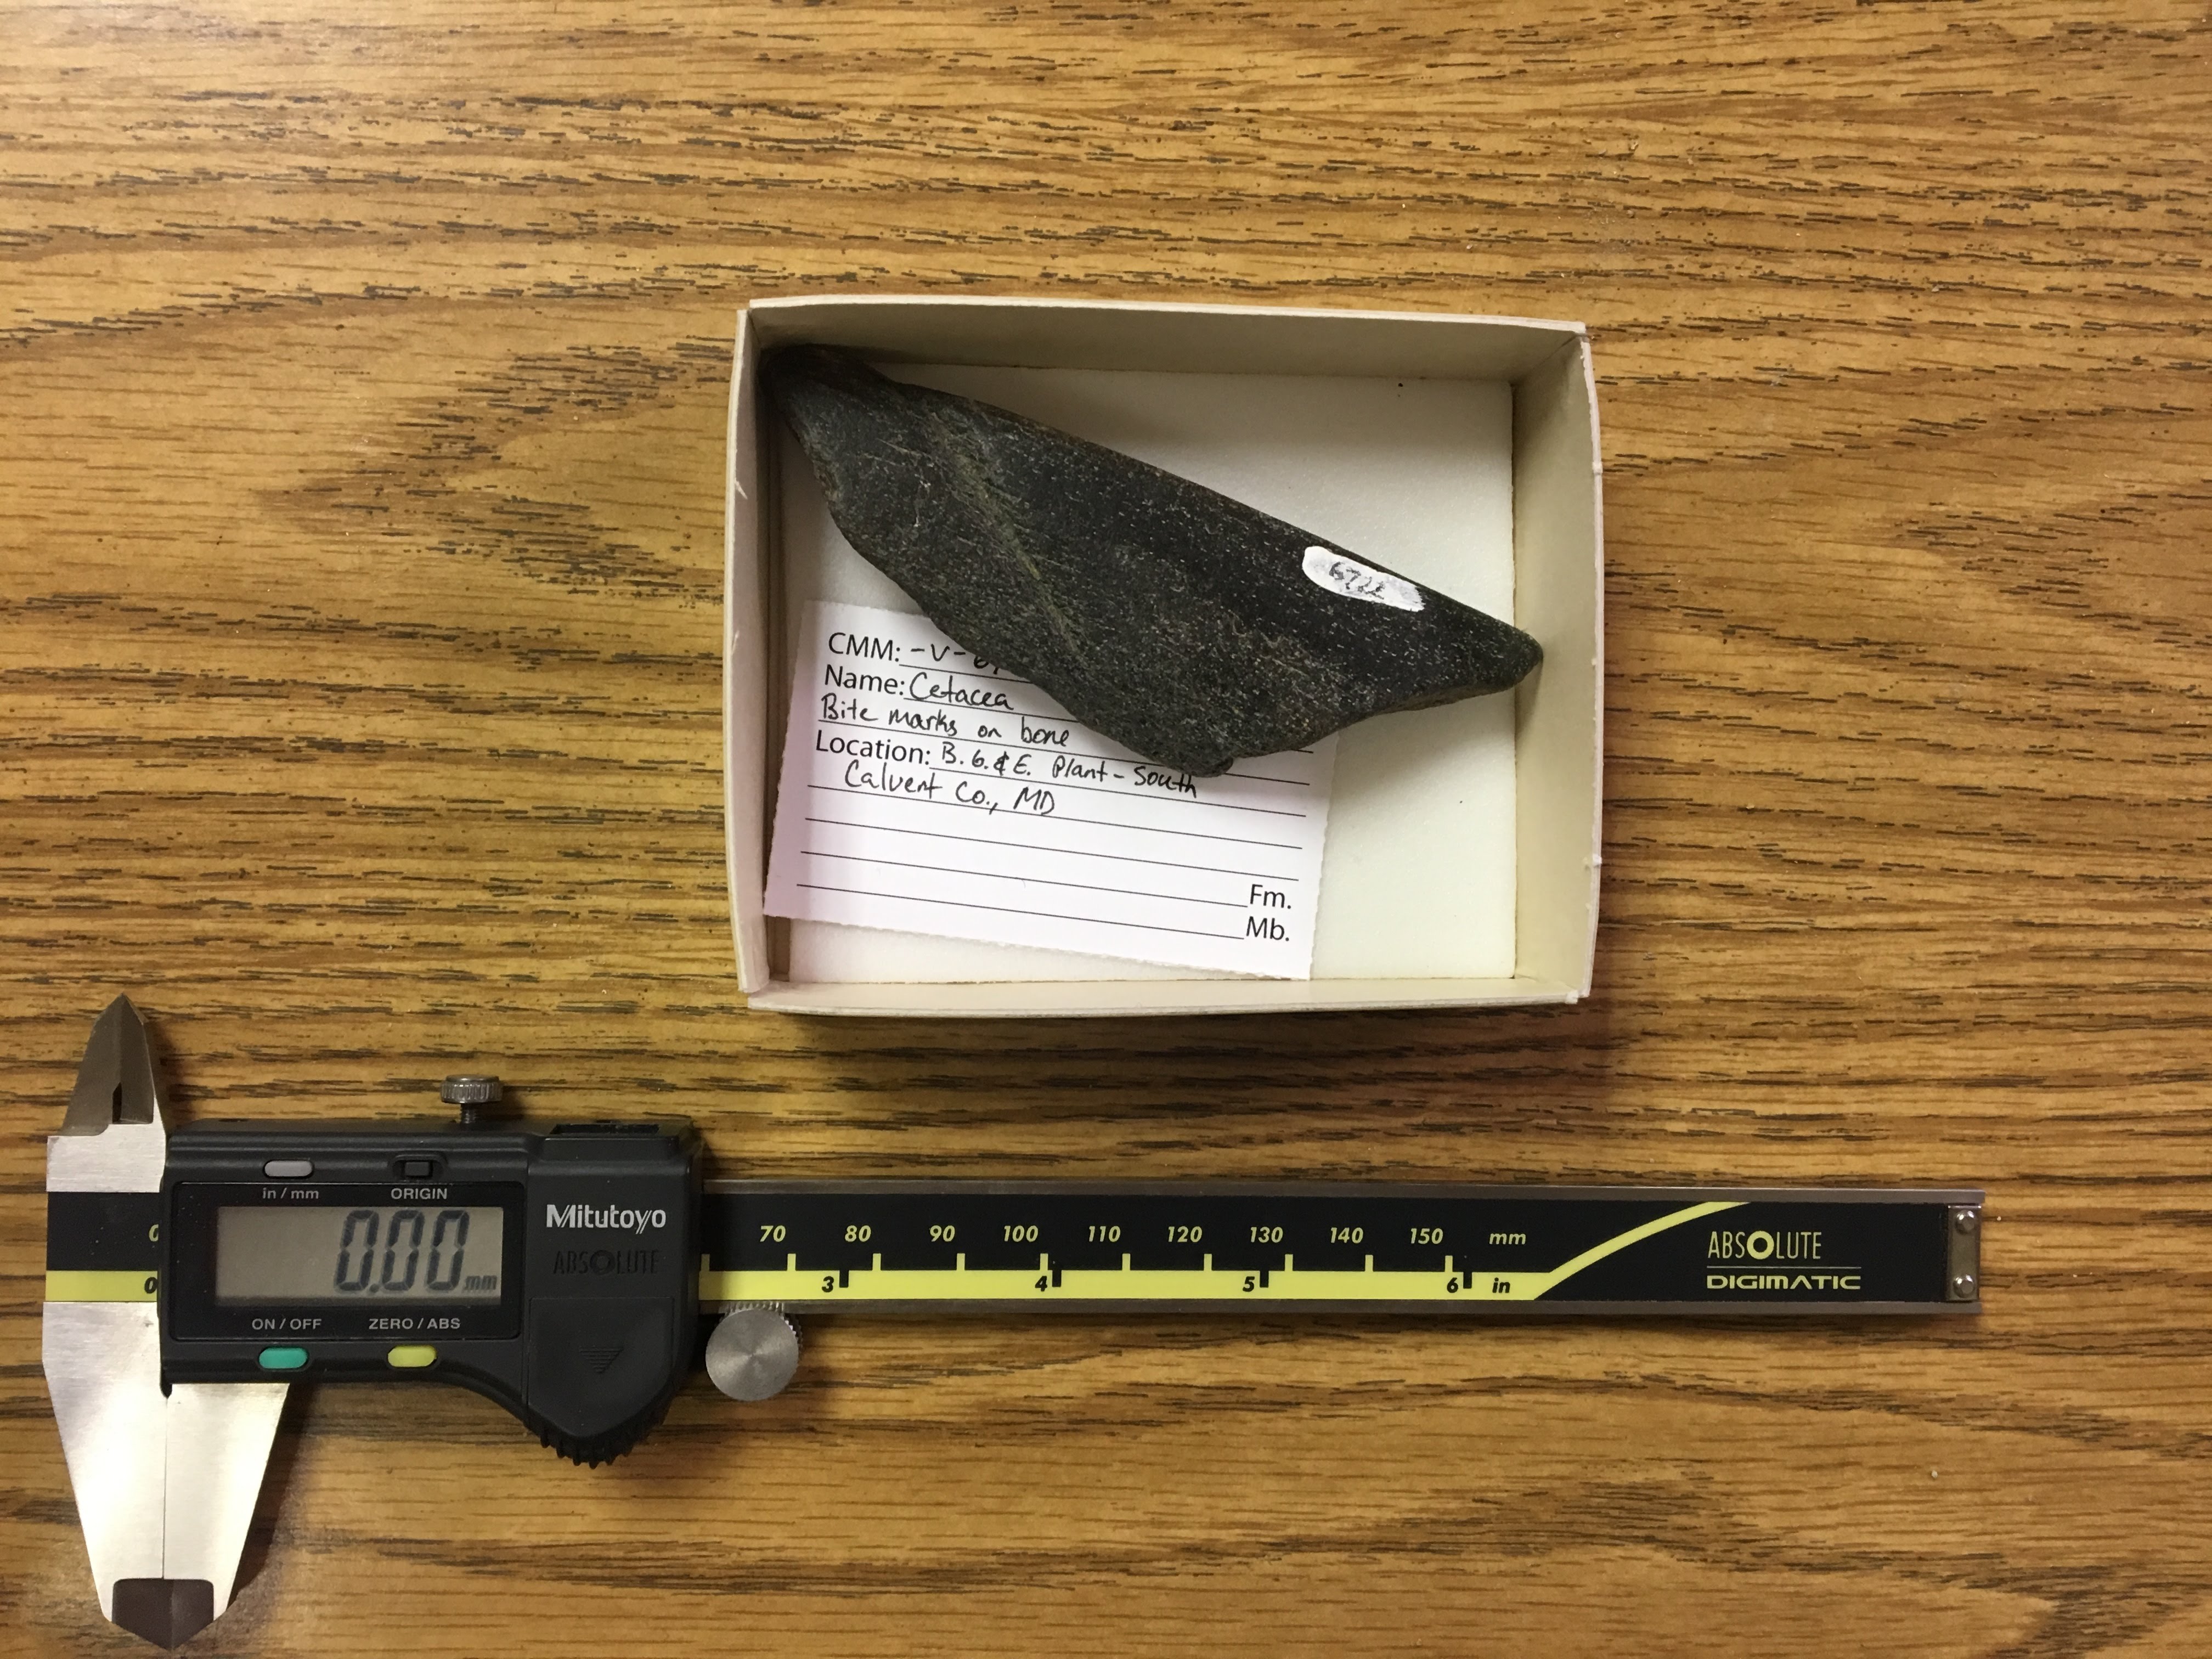 0 0
in/mm ORIGIN
ON/OFF ZERO/ABS
0.00 mm
Mitutoyo
ABSOLUTE
70 80 90 100 110 120 130 140 150 mm
3 4 5 6 in
ABSOLUTE
DIGIMATIC
CMM: -V-
Name: Cetacea
Bite marks on bone
Location: B.G.&E. Plant - South
Calvert Co., MD
Fm.
Mb.